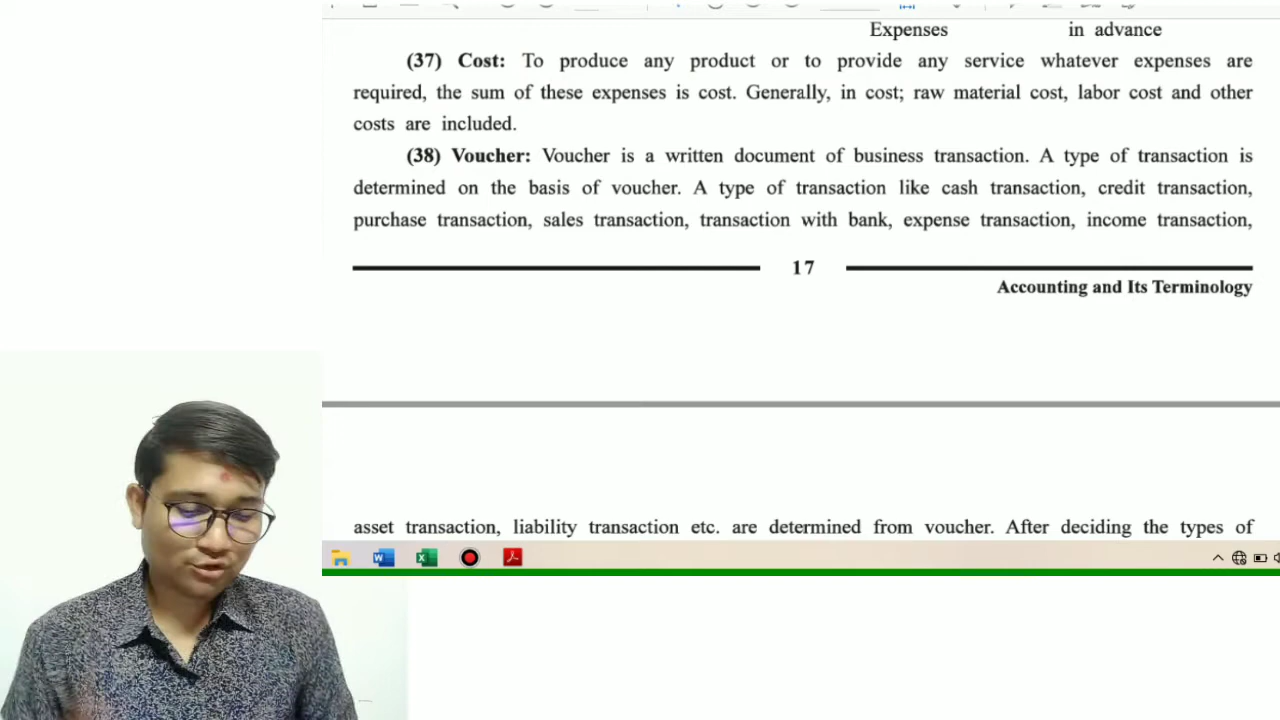 Expenses in advance
(37) Cost: To produce any product or to provide any service whatever expenses are
required, the sum of these expenses is cost. Generally, in cost; raw material cost, labor cost and other
costs are included.
(38) Voucher: Voucher is a written document of business transaction. A type of transaction is
determined on the basis of voucher. A type of transaction like cash transaction, credit transaction,
purchase transaction, sales transaction, transaction with bank, expense transaction, income transaction,
17
Accounting and Its Terminology
asset transaction, liability transaction etc. are determined from voucher. After deciding the types of